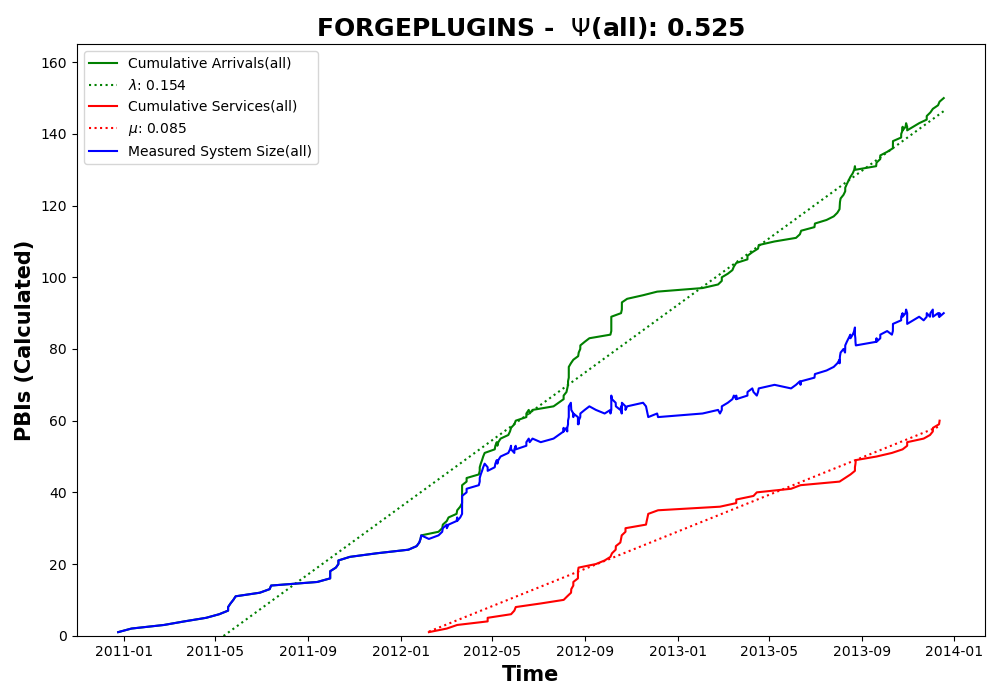 FORGEPLUGINS -  Ψ(all): 0.525
Cumulative Arrivals(all)
λ: 0.154
Cumulative Services(all)
μ: 0.085
Measured System Size(all)
PBIs (Calculated)
160
140
120
100
80
60
40
20
0
2011-01 2011-05 2011-09 2012-01 2012-05 2012-09 2013-01 2013-05 2013-09 2014-01
Time